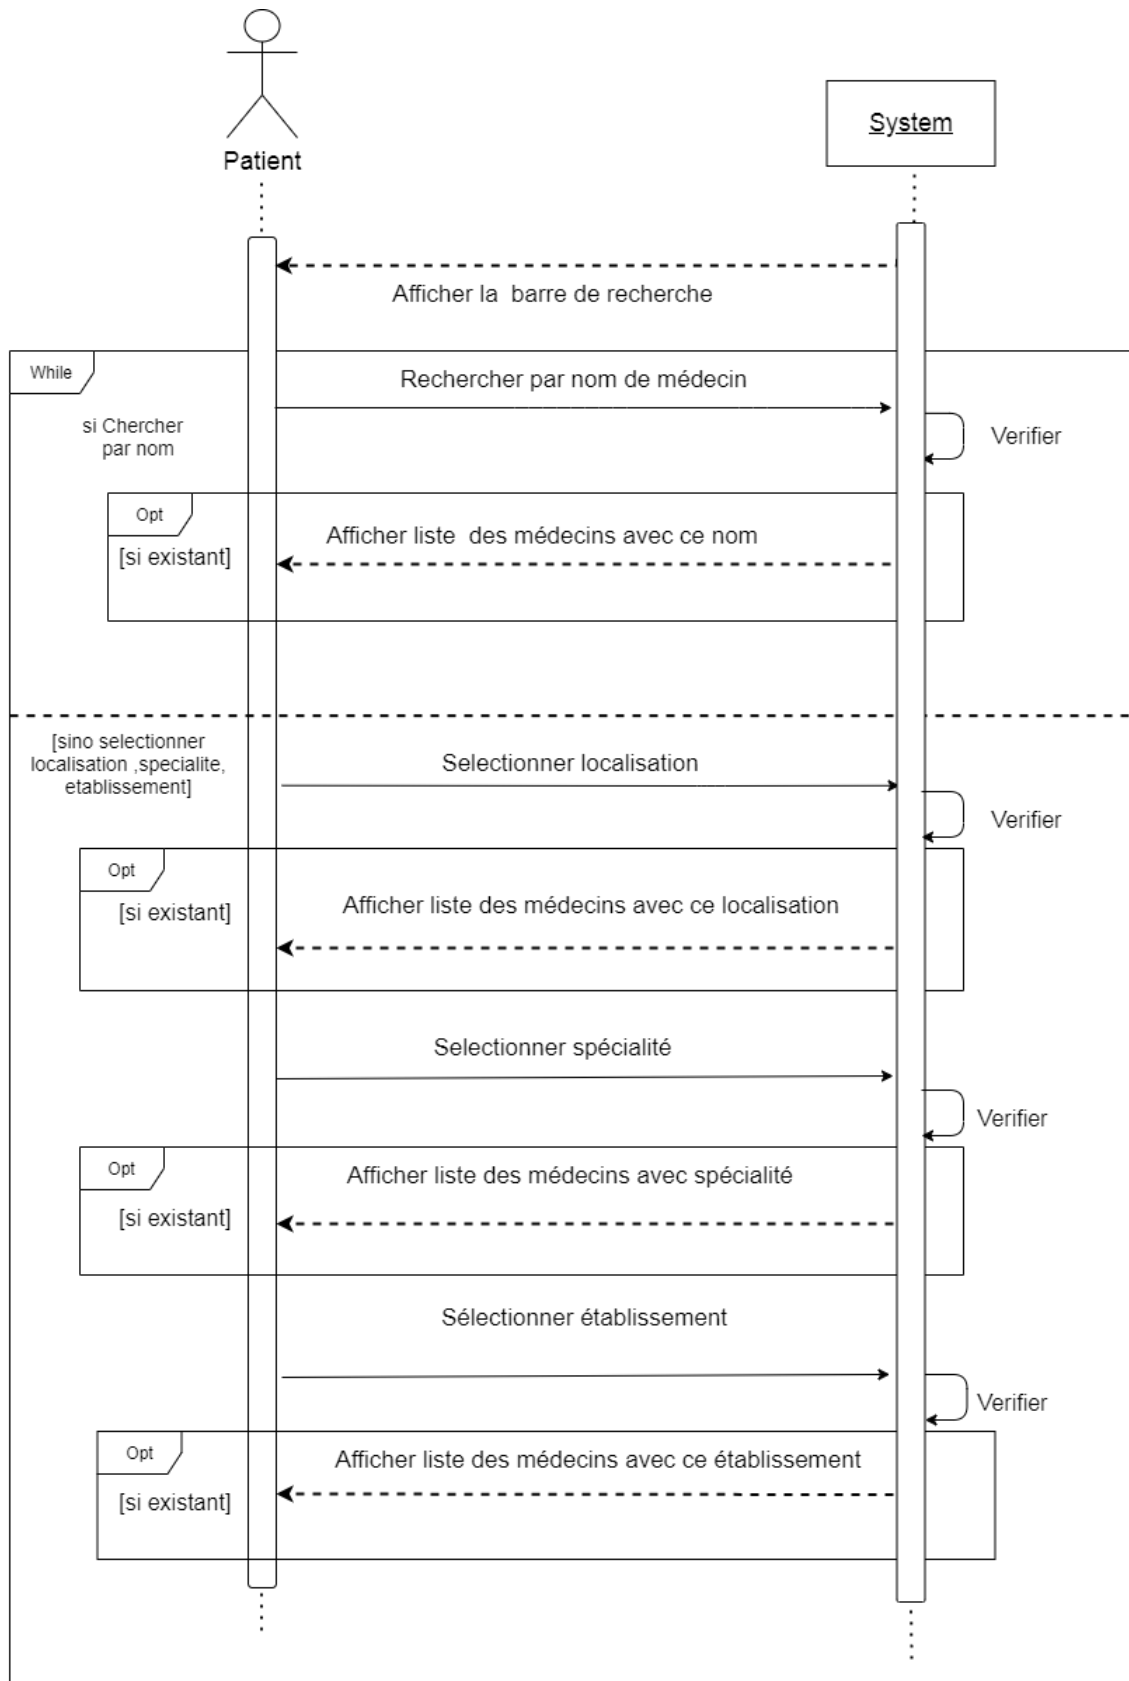 Patient
System
Afficher la barre de recherche
While
Rechercher par nom de médecin
si Chercher
par nom
Verifier
Opt
Afficher liste des médecins avec ce nom
[si existant]
[sino selectionner
localisation ,specialite,
etablissement]
Selectionner localisation
Verifier
Opt
[si existant]
Afficher liste des médecins avec ce localisation
Selectionner spécialité
Verifier
Opt
Afficher liste des médecins avec spécialité
[si existant]
Sélectionner établissement
Verifier
Opt
Afficher liste des médecins avec ce établissement
[si existant]